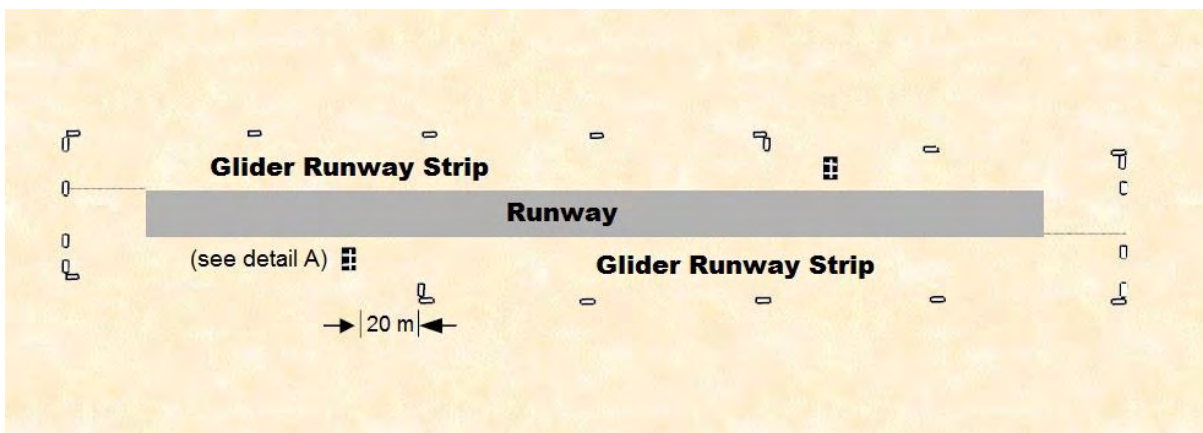 Glider Runway Strip
Runway
(see detail A)
Glider Runway Strip
20 m